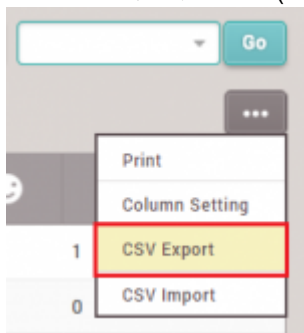 Go
...
Print
Column Setting
CSV Export
1
CSV Import
0